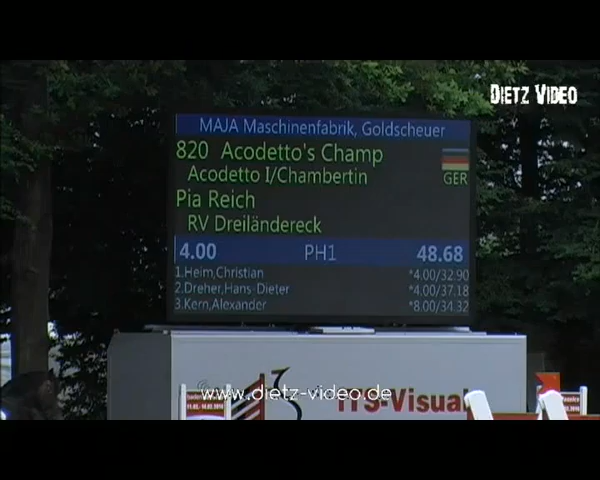 DIETZ VIDEO
MAJA Maschinenfabrik, Goldscheuer
820 Acodetto's Champ
Acodetto I/Chambertin GER
Pia Reich
RV Dreiländereck
4.00 PH1 48.68
1.Heim,Christian *4.00/32.90
2.Dreher,Hans-Dieter *4.00/37.18
3.Kern,Alexander *8.00/34.32
www.dietz-video.de
TTS-Visual